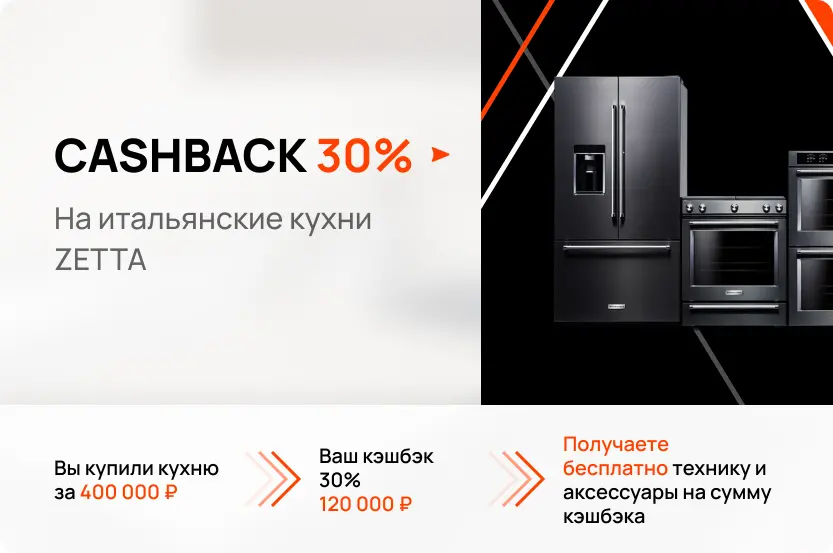 CASHBACK 30%
На итальянские кухни
ZETTA
Вы купили кухню
за 400 000 ₽
Ваш кэшбэк
30%
120 000 ₽
Получаете
бесплатно технику и
аксессуары на сумму
кэшбэка